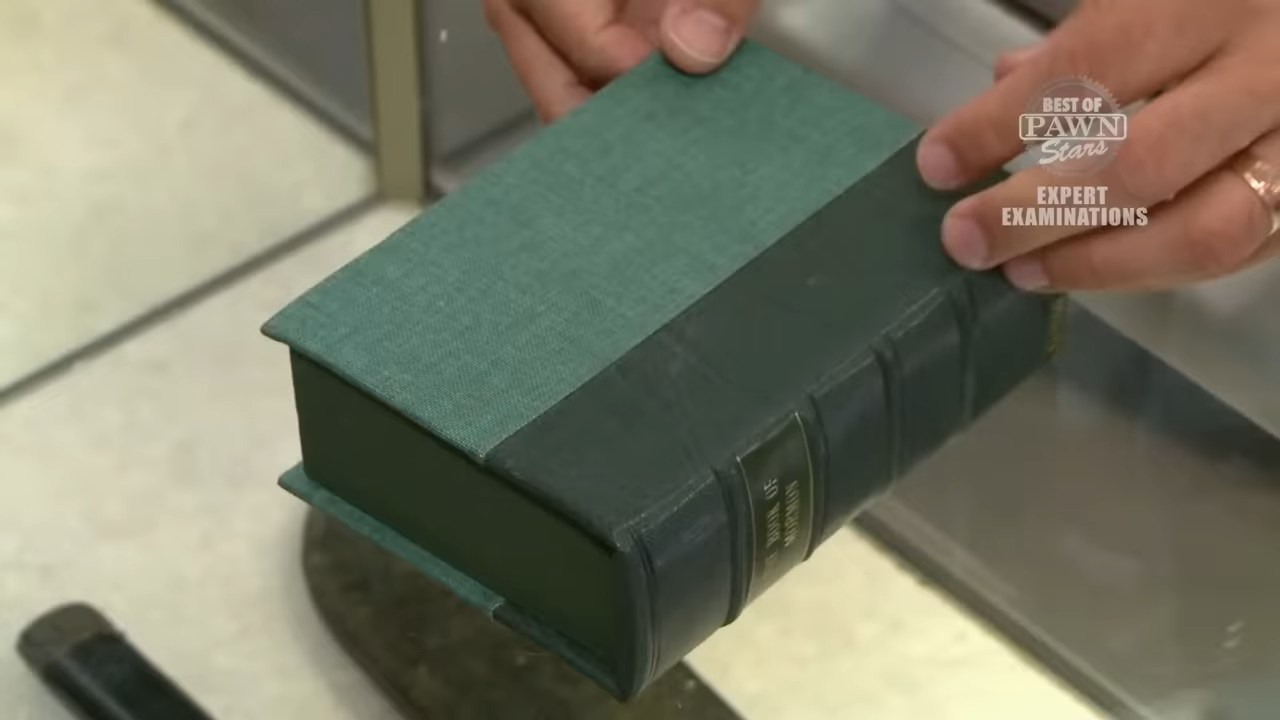 BEST OF
PAWN
Stars
EXPERT
EXAMINATIONS
BOOK OF
MORMON